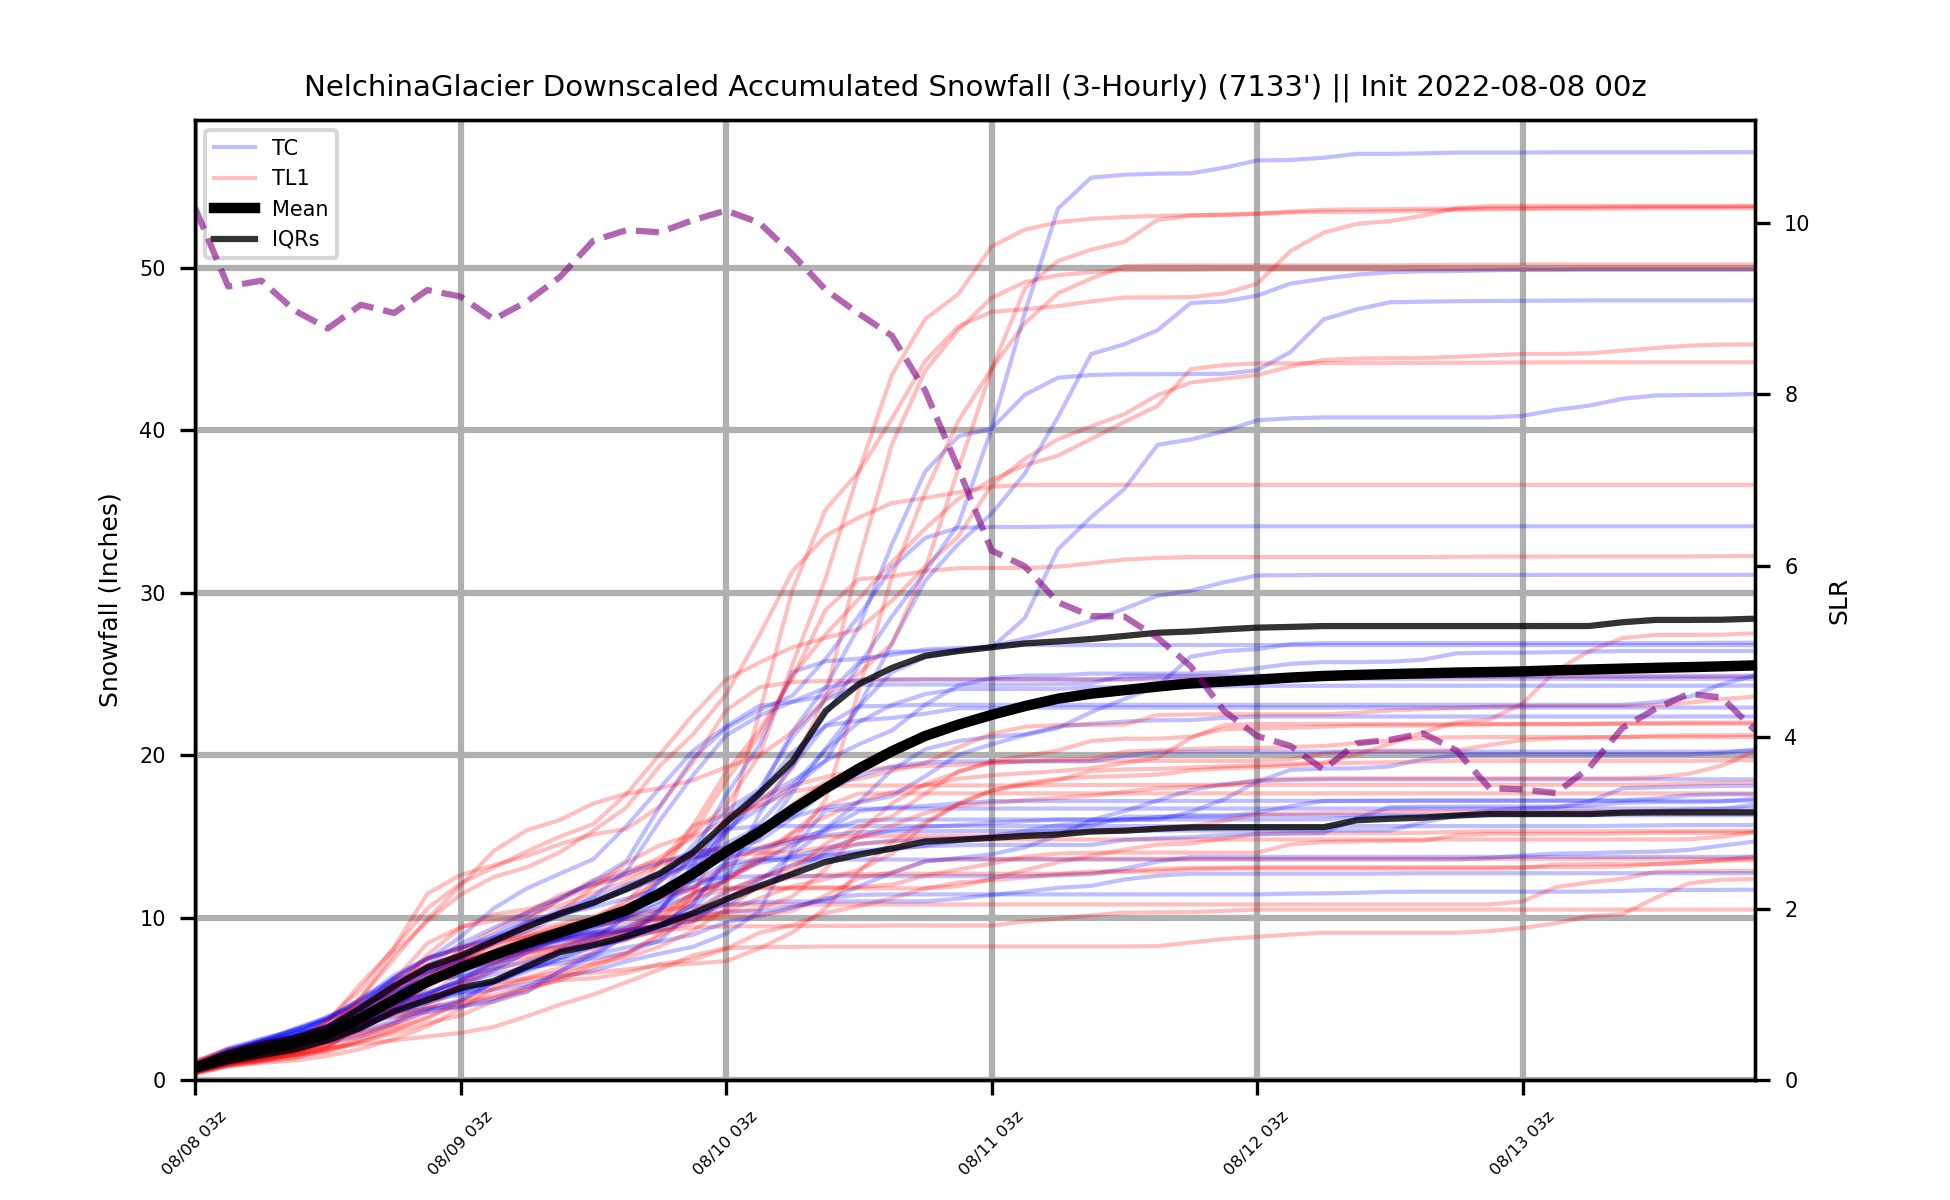 NelchinaGlacier Downscaled Accumulated Snowfall (3-Hourly) (7133') || Init 2022-08-08 00z
TC
TL1
Mean
IQRs
Snowfall (Inches)
50
40
30
20
10
0
SLR
10
8
6
4
2
0
08/08 03z
08/09 03z
08/10 03z
08/11 03z
08/12 03z
08/13 03z